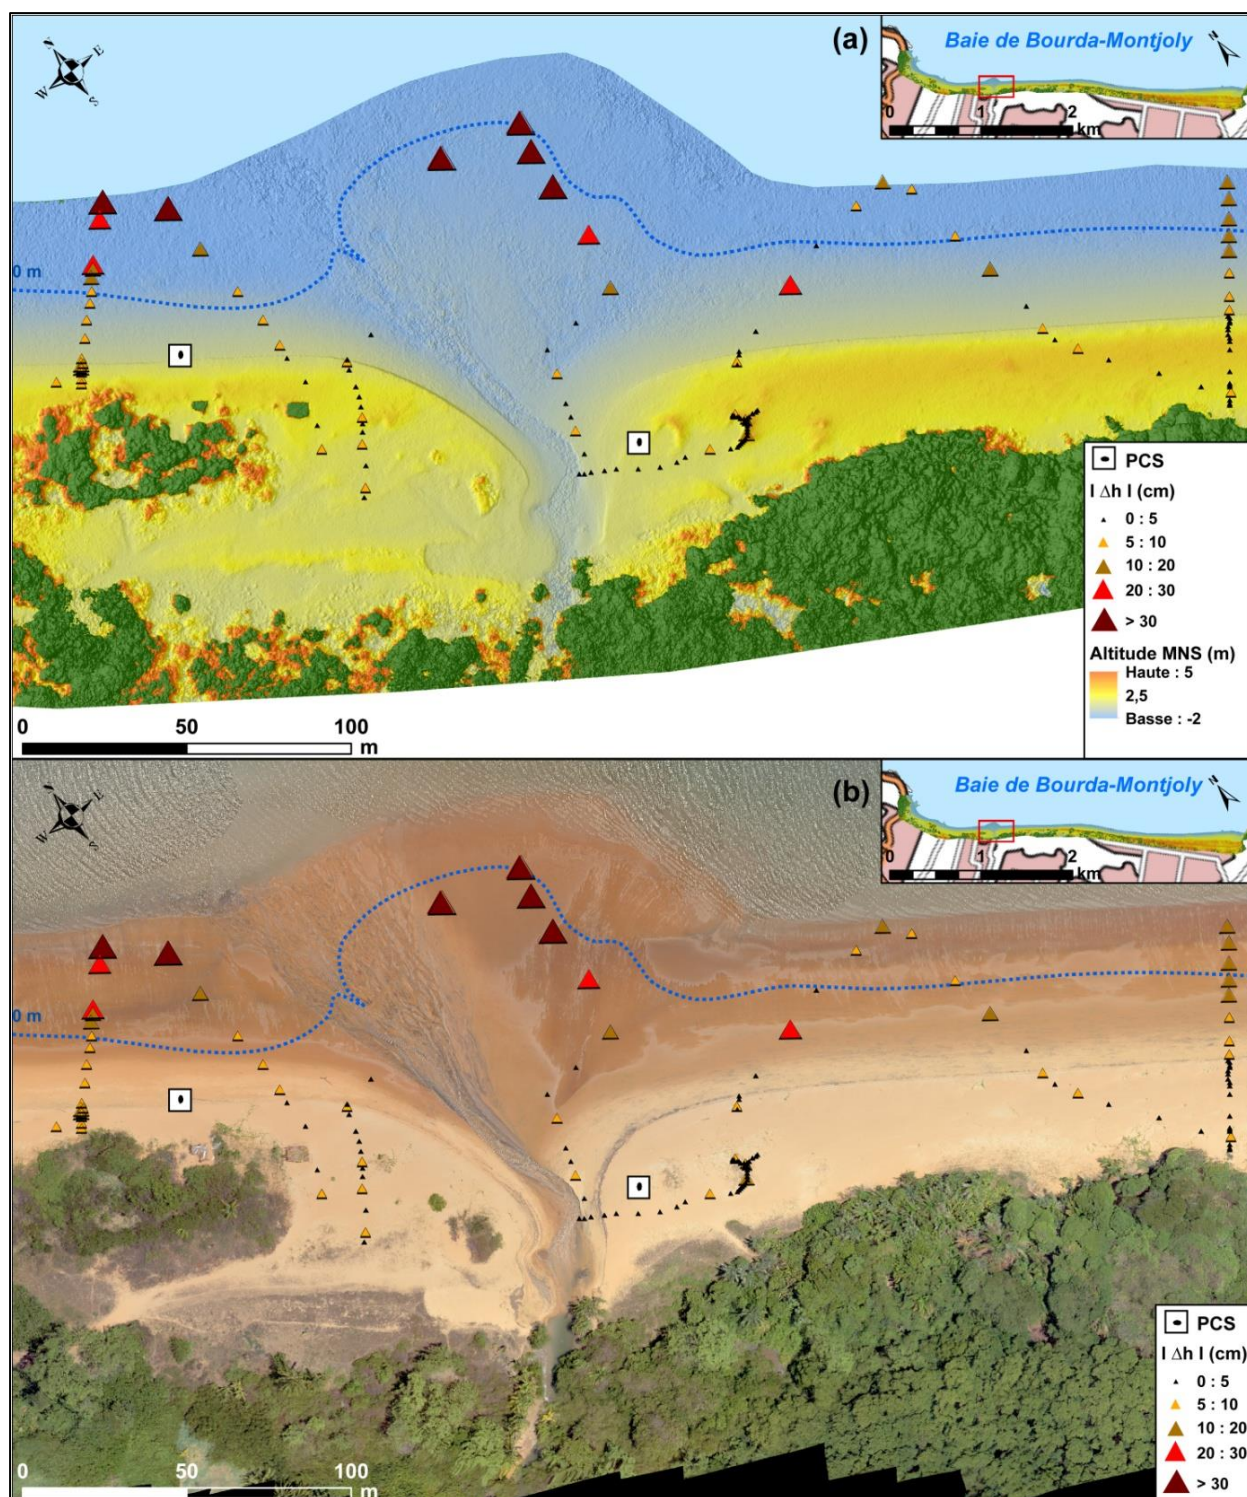 (a)
Baie de Bourda-Montjoly
N
0 1 2
km
E
W
S
0 m
PCS
I Δh I (cm)
0 : 5
5 : 10
10 : 20
20 : 30
> 30
Altitude MNS (m)
Haute : 5
2,5
Basse : -2
0 50 100
m
(b)
Baie de Bourda-Montjoly
N
0 1 2
km
E
W
S
0 m
PCS
I Δh I (cm)
0 : 5
5 : 10
10 : 20
20 : 30
> 30
0 50 100
m